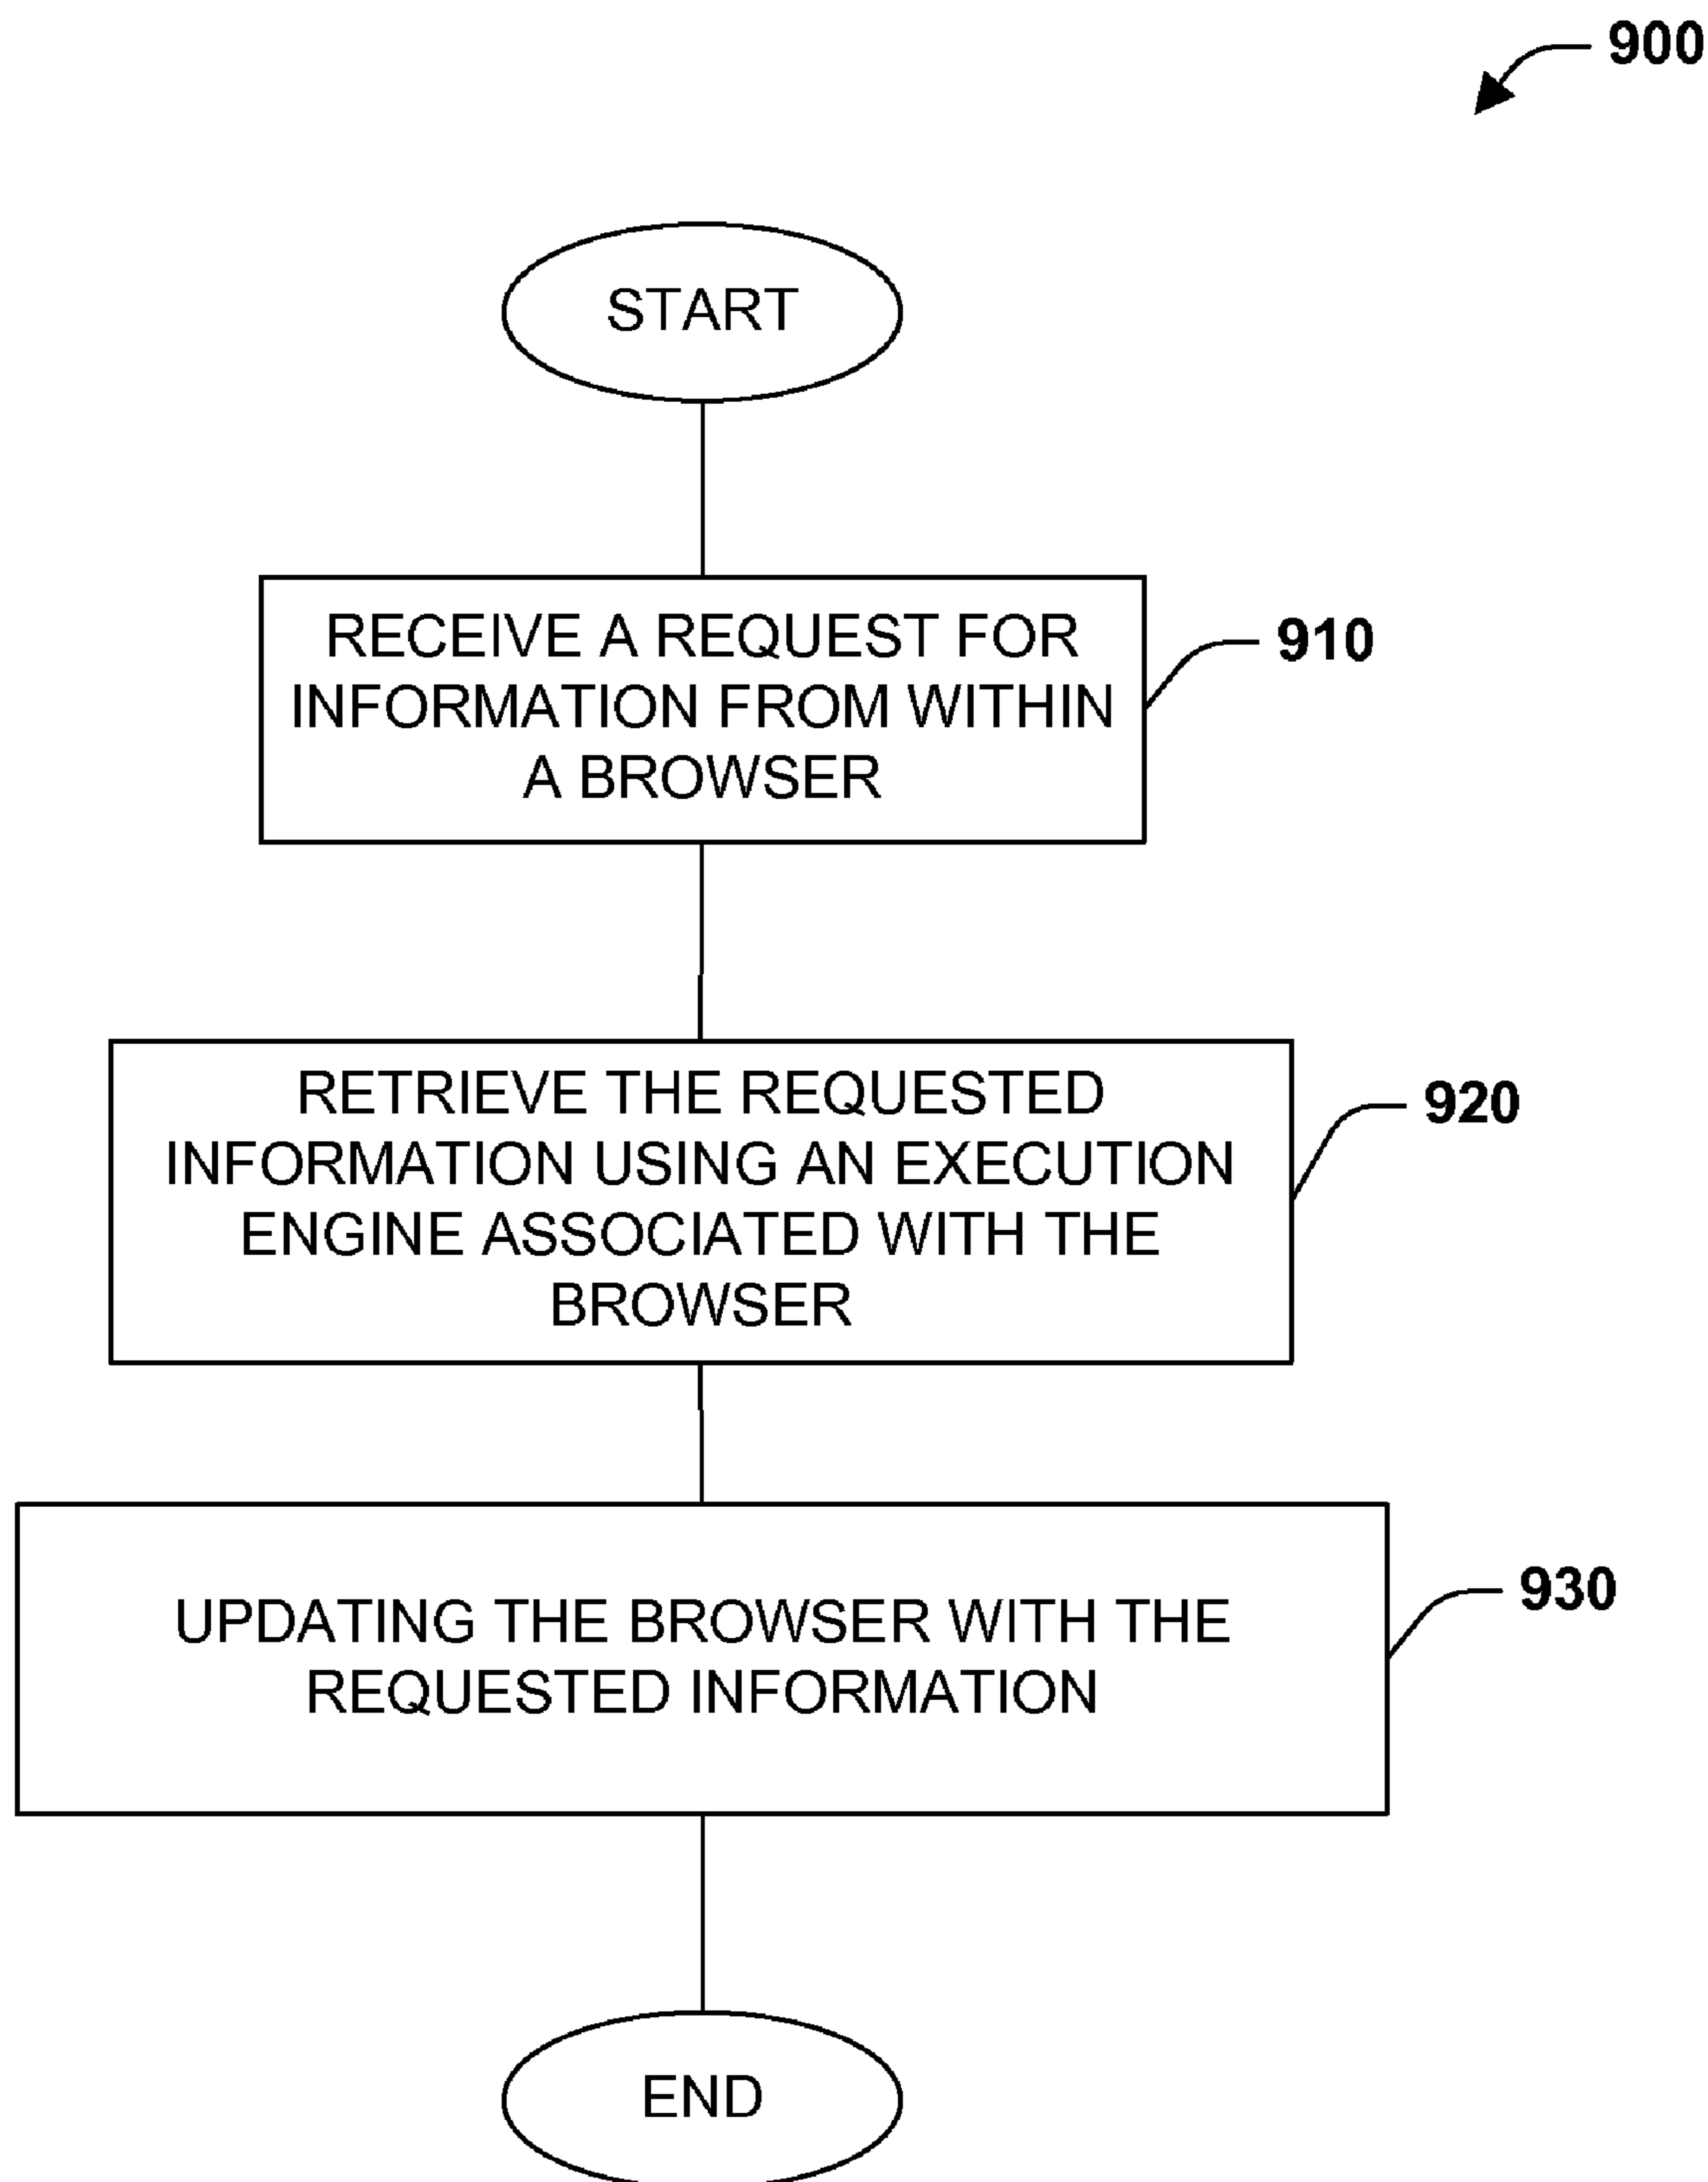 900
START
RECEIVE A REQUEST FOR
INFORMATION FROM WITHIN
A BROWSER
910
RETRIEVE THE REQUESTED
INFORMATION USING AN EXECUTION
ENGINE ASSOCIATED WITH THE
BROWSER
920
UPDATING THE BROWSER WITH THE
REQUESTED INFORMATION
930
END